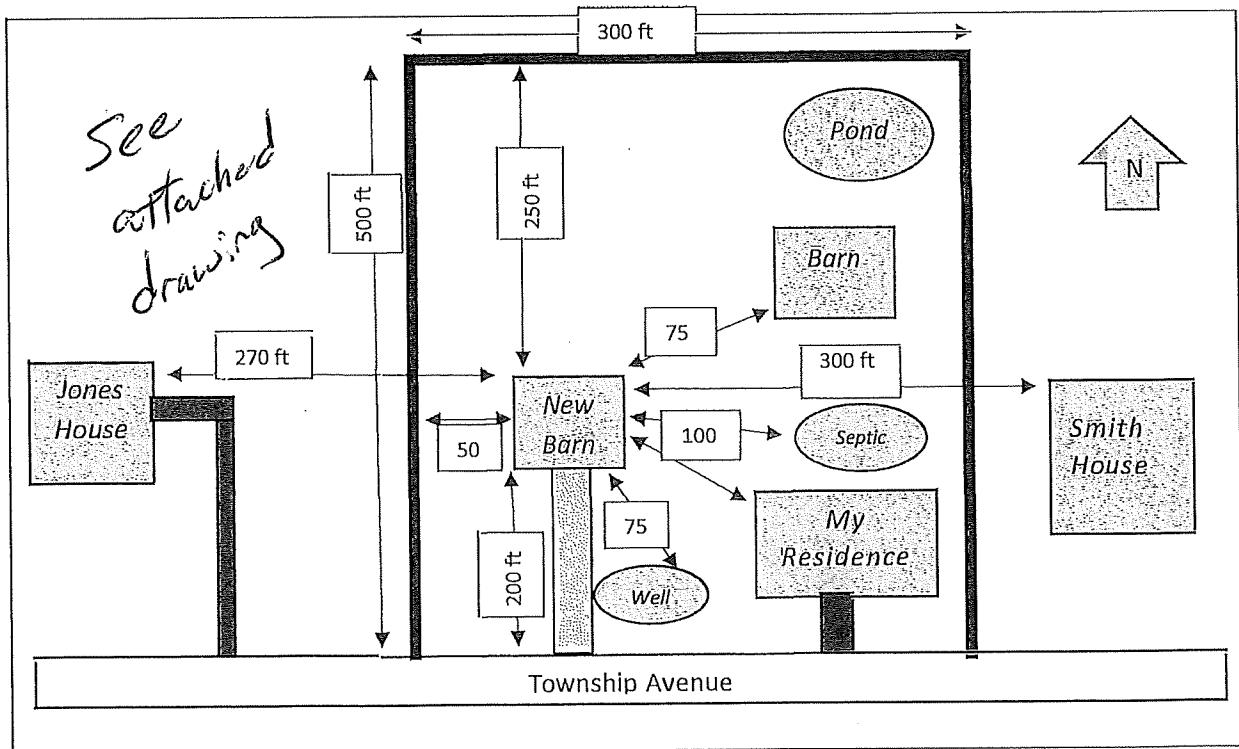 300 ft
See
attached
drawing
500 ft
250 ft
Pond
N
Barn
75
270 ft
300 ft
Jones
House
New
Barn
50
100
Septic
Smith
House
200 ft
75
My
Residence
Well
Township Avenue